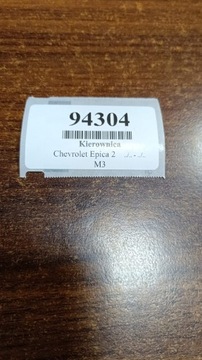 94304
Kierownica
Chevrolet Epica 2
M3